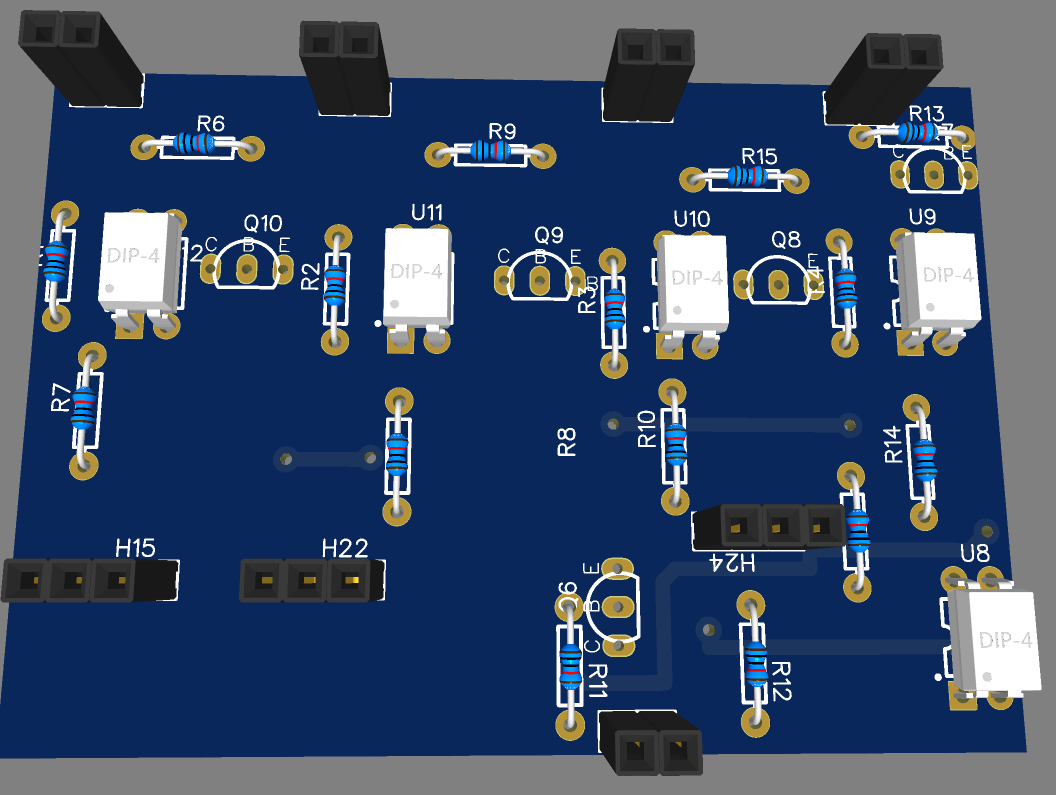 R6
R9
R13
R15
C
B E
Q10
U11
Q9
U10
Q8
U9
C B E
C B E
E
DIP-4
DIP-4
DIP-4
DIP-4
2
R2
B
R3
R4
R7
R8
R10
R14
H15
H22
H24
U8
Q6
E
B
C
DIP-4
R11
R12